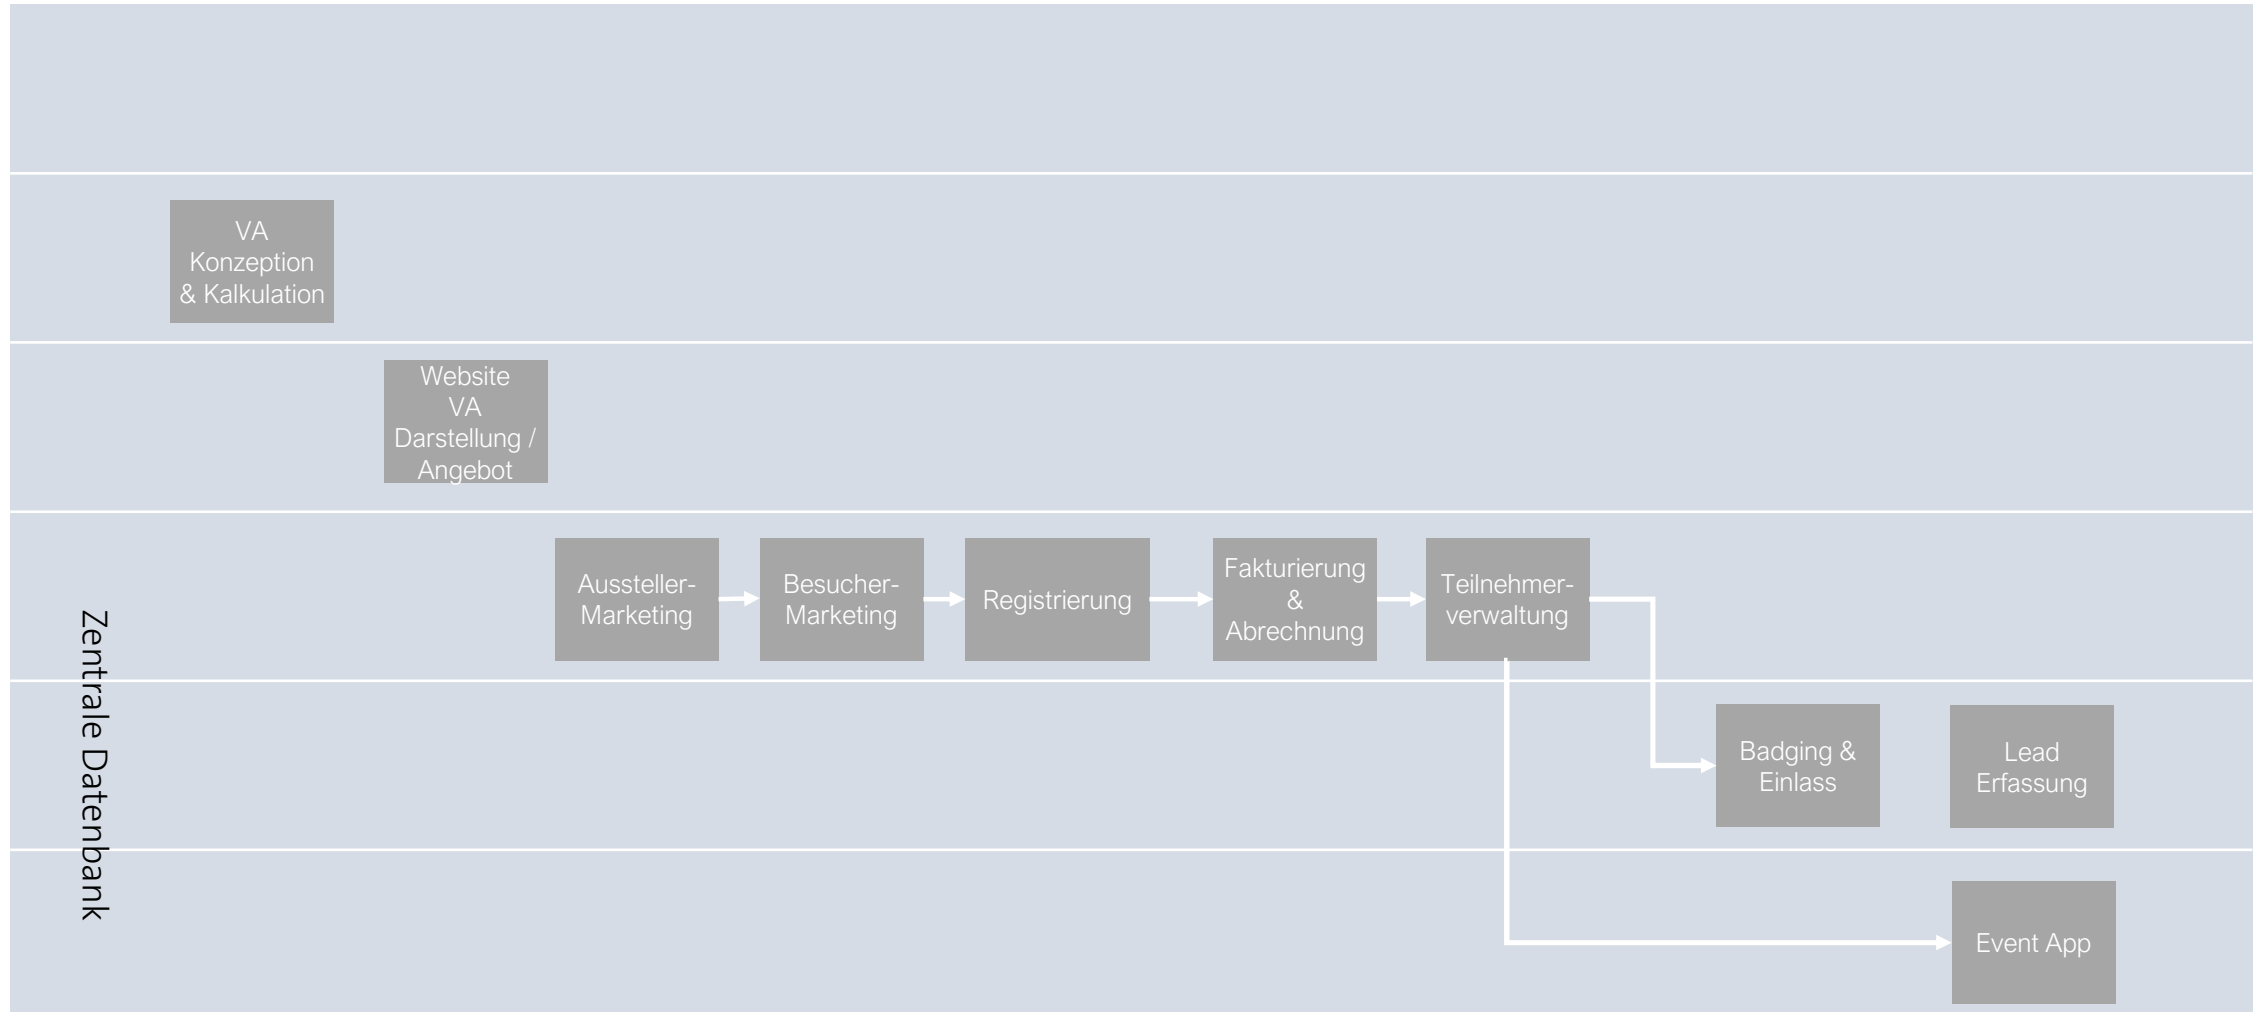 VA
Konzeption
& Kalkulation
Website
VA
Darstellung /
Angebot
Aussteller-
Marketing
Besucher-
Marketing
Registrierung
Fakturierung
&
Abrechnung
Teilnehmer-
verwaltung
Zentrale Datenbank
Badging &
Einlass
Lead
Erfassung
Event App